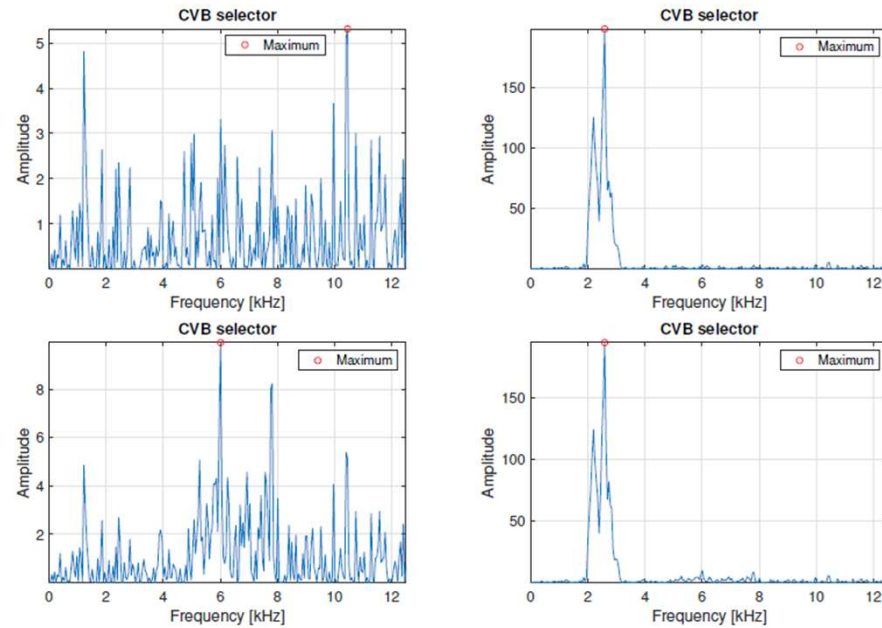 CVB selector
Maximum
5
4
3
2
1
Amplitude
0 2 4 6 8 10 12
Frequency [kHz]
CVB selector
Maximum
150
100
50
Amplitude
0 2 4 6 8 10 12
Frequency [kHz]
CVB selector
Maximum
8
6
4
2
Amplitude
0 2 4 6 8 10 12
Frequency [kHz]
CVB selector
Maximum
150
100
50
Amplitude
0 2 4 6 8 10 12
Frequency [kHz]